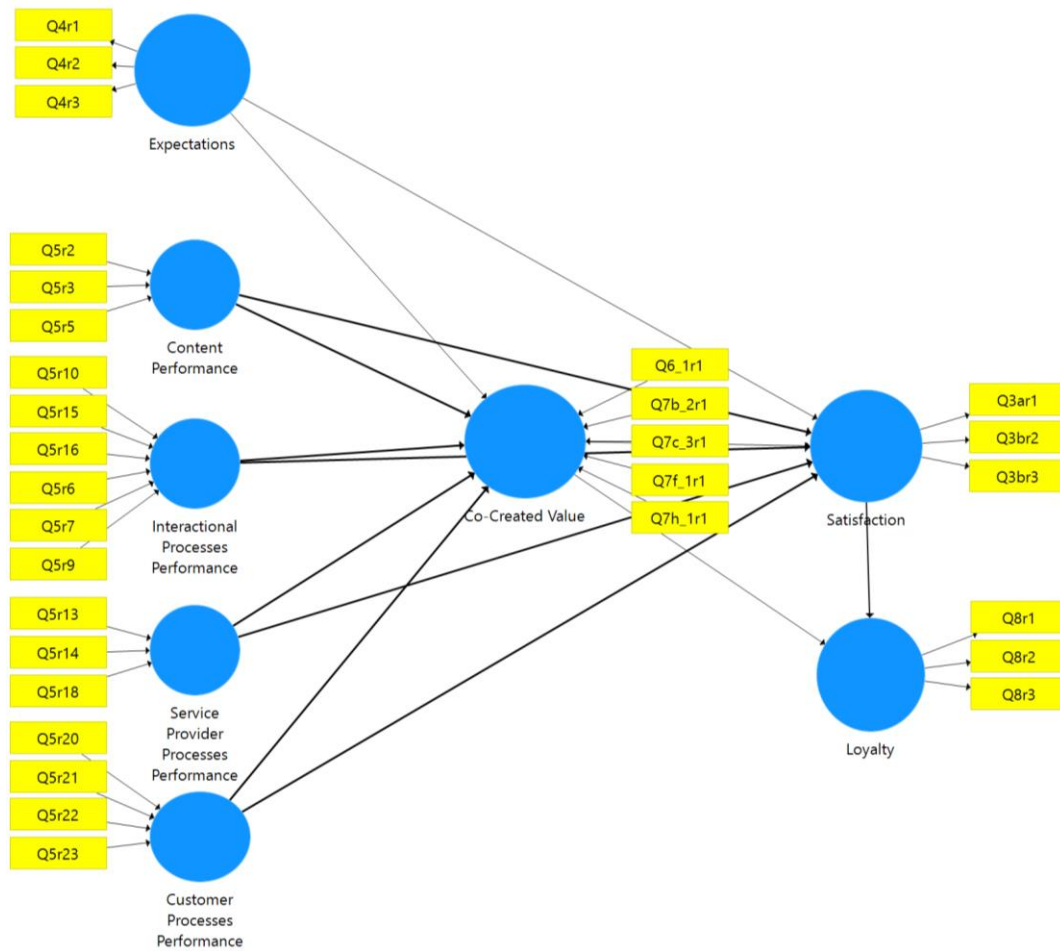 Q4r1
Q4r2
Q4r3
Expectations
Q5r2
Q5r3
Q5r5
Content
Performance
Q5r10
Q5r15
Q5r16
Q5r6
Q5r7
Q5r9
Interactional
Processes
Performance
Q5r13
Q5r14
Q5r18
Service
Provider
Processes
Performance
Q5r20
Q5r21
Q5r22
Q5r23
Customer
Processes
Performance
Q6_1r1
Q7b_2r1
Q7c_3r1
Q7f_1r1
Q7h_1r1
Co-Created Value
Q3ar1
Q3br2
Q3br3
Satisfaction
Q8r1
Q8r2
Q8r3
Loyalty